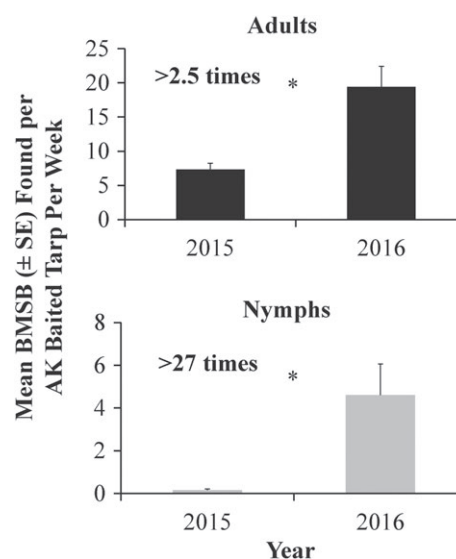 Mean BMSB (± SE) Found per
AK Baited Tarp Per Week
Adults
25
20
15
10
5
0
>2.5 times
*
2015
2016
Nymphs
8
6
4
2
0
>27 times
*
2015
2016
Year